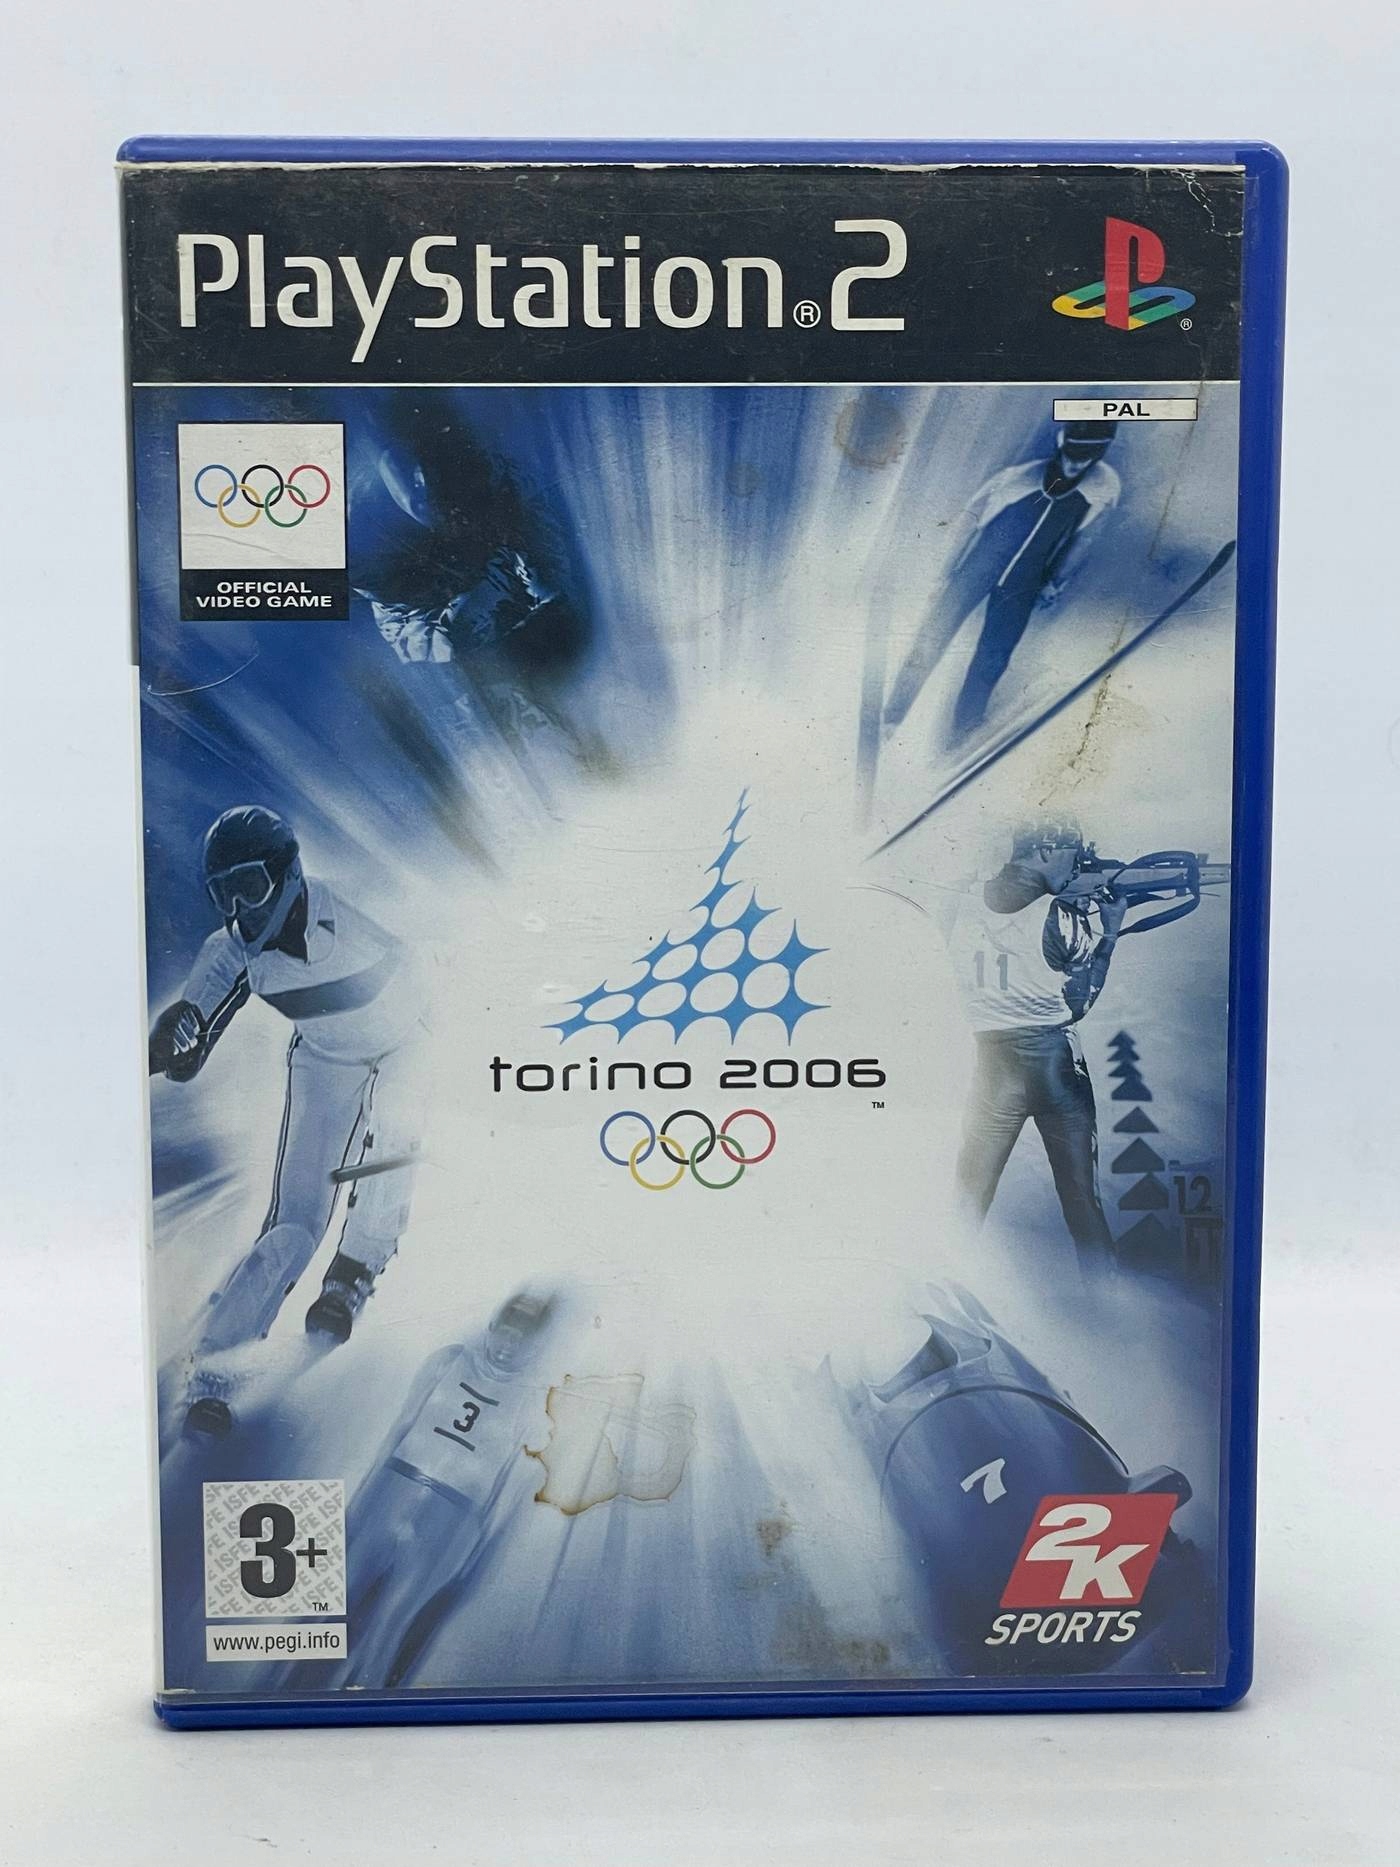 PlayStation®2
®
PAL
OFFICIAL
VIDEO GAME
11
torino 2006
TM
12
3
7
3+
TM
www.pegi.info
2K
SPORTS